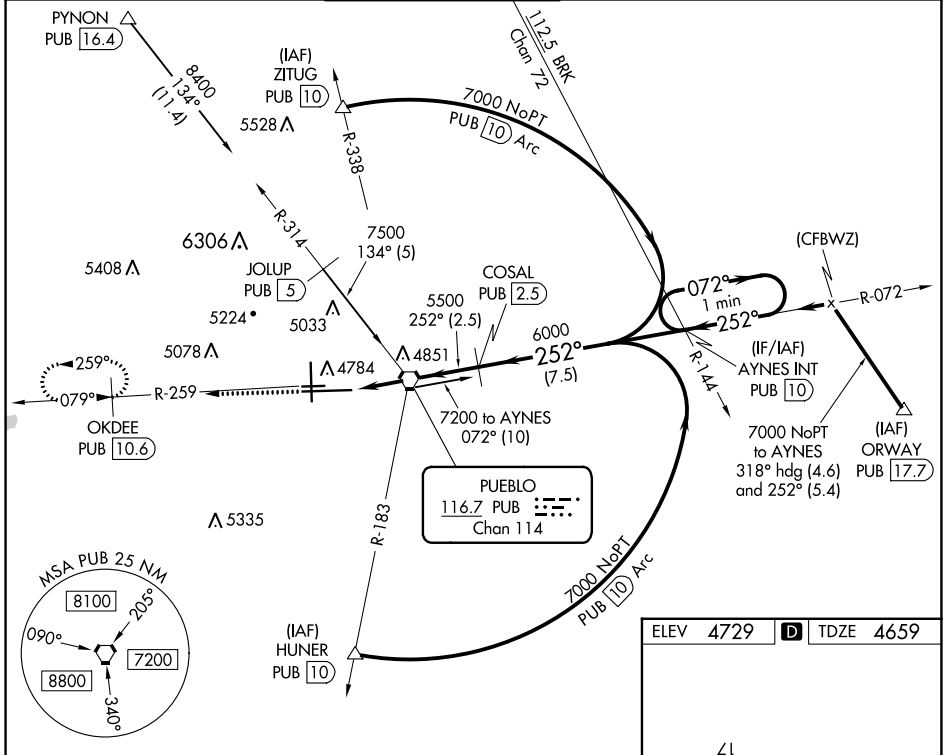 PYNON
PUB 16.4
8400
134°
(11.4)
(IAF)
ZITUG
PUB 10
112.5 BRK
Chan 72
7000 NoPT
PUB 10 Arc
5528
R-338
R-314
7500
134° (5)
6306
5408
JOLUP
PUB 5
COSAL
PUB 2.5
(CFBWZ)
5224
5033
5500
252° (2.5)
072°
1 min
252°
R-072
5078
4784
4851
6000
252°
(7.5)
(IF/IAF)
AYNES INT
PUB 10
R-144
259°
079°
R-259
7200 to AYNES
072° (10)
OKDEE
PUB 10.6
7000 NoPT
to AYNES
318° hdg (4.6)
and 252° (5.4)
(IAF)
ORWAY
PUB 17.7
PUEBLO
116.7 PUB
Chan 114
5335
R-183
7000 NoPT
PUB 10 Arc
MSA PUB 25 NM
8100
205°
090°
7200
8800
340°
(IAF)
HUNER
PUB 10
ELEV 4729 D TDZE 4659
17